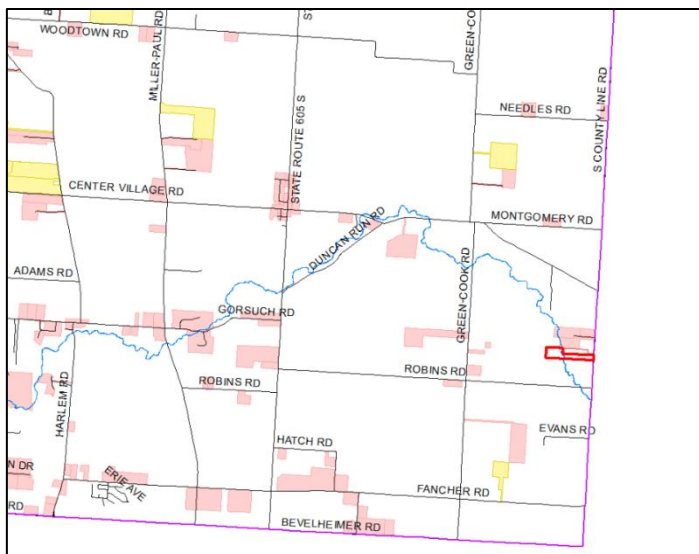 WOODTOWN RD
MILLER-PAUL RD
GREEN-CO
NEEDLES RD
S COUNTY LINE RD
STATE ROUTE 605 S
CENTER VILLAGE RD
MONTGOMERY RD
DUNCAN RUN RD
GREEN-COOK RD
ADAMS RD
GORSUCH RD
ROBINS RD
ROBINS RD
HARLEM RD
EVANS RD
HATCH RD
N DR
ERIE AVE
FANCHER RD
RD
BEVELHEIMER RD